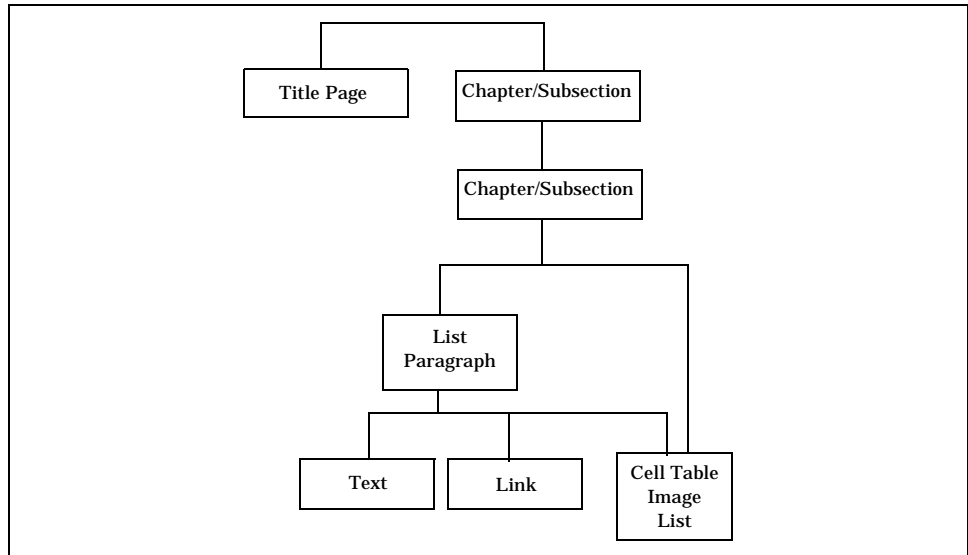 Title Page
Chapter/Subsection
Chapter/Subsection
List
Paragraph
Text
Link
Cell Table
Image
List